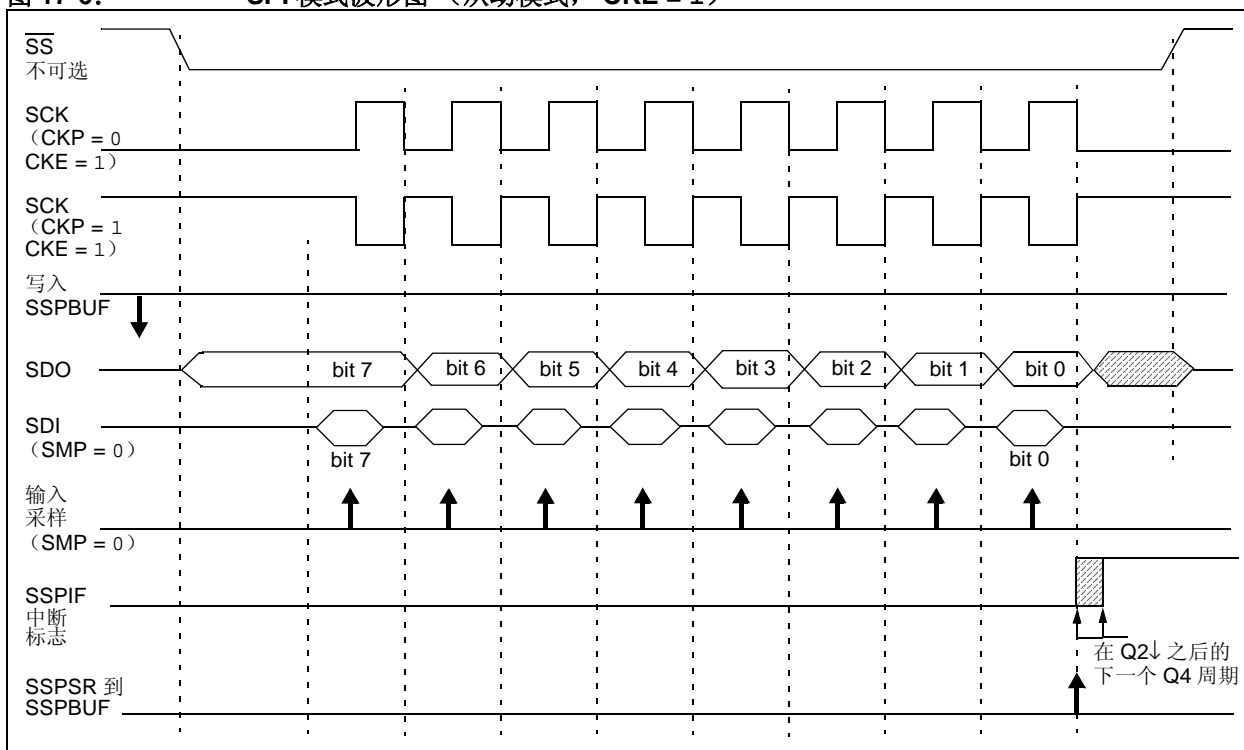 图 17-6： SPI 模式波形图 （从动模式， CKE = 1）
SS
不可选
SCK
（CKP = 0
CKE = 1）
SCK
（CKP = 1
CKE = 1）
写入
SSPBUF
SDO
bit 7 bit 6 bit 5 bit 4 bit 3 bit 2 bit 1 bit 0
SDI
（SMP = 0）
bit 7 bit 0
输入
采样
（SMP = 0）
SSPIF
中断
标志
在 Q2↓ 之后的
下一个 Q4 周期
SSPSR 到
SSPBUF